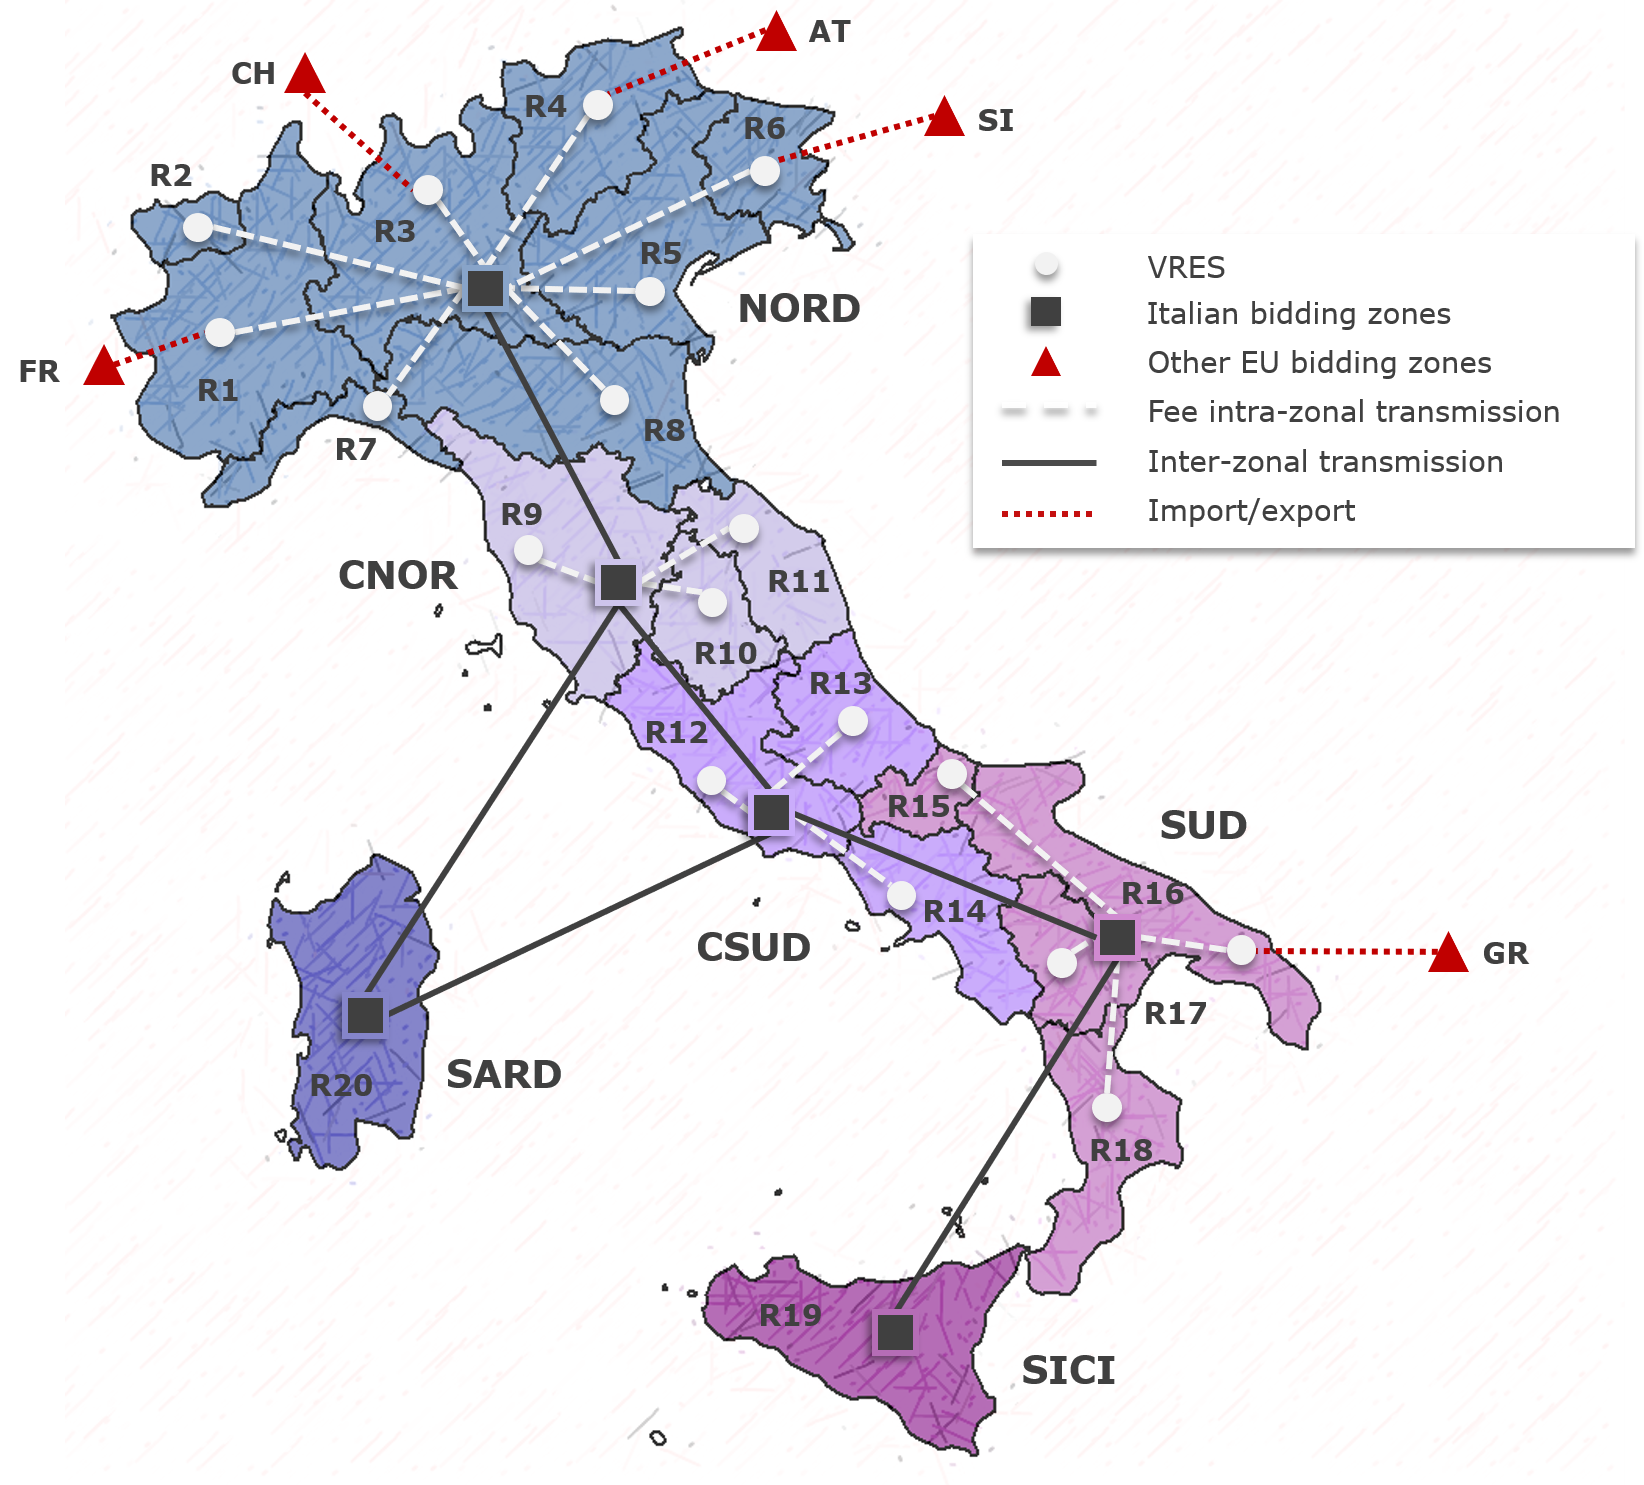 AT
CH
R4
SI
R6
R2
R3
R5
VRES
NORD
Italian bidding zones
Other EU bidding zones
FR
R1
Fee intra-zonal transmission
R8
R7
Inter-zonal transmission
R9
Import/export
CNOR
R11
R10
R13
R12
R15
SUD
R16
R14
CSUD
GR
R17
SARD
R20
R18
R19
SICI